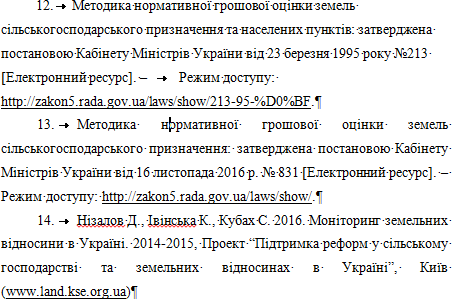 12. Методика нормативної грошової оцінки земель
сільськогосподарського призначення та населених пунктів: затверджена
постановою Кабінету Міністрів України від 23 березня 1995 року №213
[Електронний ресурс]. – Режим доступу:
http://zakon5.rada.gov.ua/laws/show/213-95-%D0%BF.¶
13. Методика нормативної грошової оцінки земель
сільськогосподарського призначення: затверджена постановою Кабінету
Міністрів України від 16 листопада 2016 р. № 831 [Електронний ресурс]. –
Режим доступу: http://zakon5.rada.gov.ua/laws/show/.¶
14. Нізалов Д., Івінська К., Кубах С. 2016. Моніторинг земельних
відносини в Україні. 2014-2015, Проект “Підтримка реформ у сільському
господарстві та земельних відносинах в Україні”, Київ
(www.land.kse.org.ua)¶